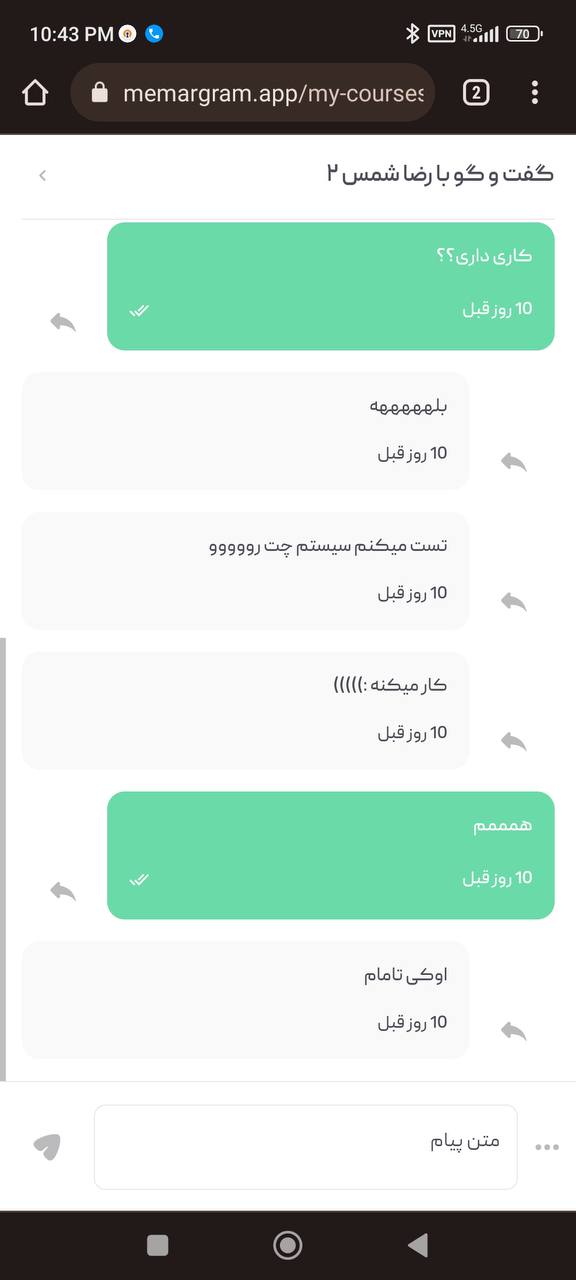 10:43 PM
VPN
4.5G
70
memargram.app/my-courses
2
گفت و گو با رضا شمس ۲
کاری داری؟؟
10 روز قبل
بلههههههه
10 روز قبل
تست میکنم سیستم چت رووووو
10 روز قبل
کار میکنه :)))))
10 روز قبل
همممم
10 روز قبل
اوکی تامام
10 روز قبل
متن پیام